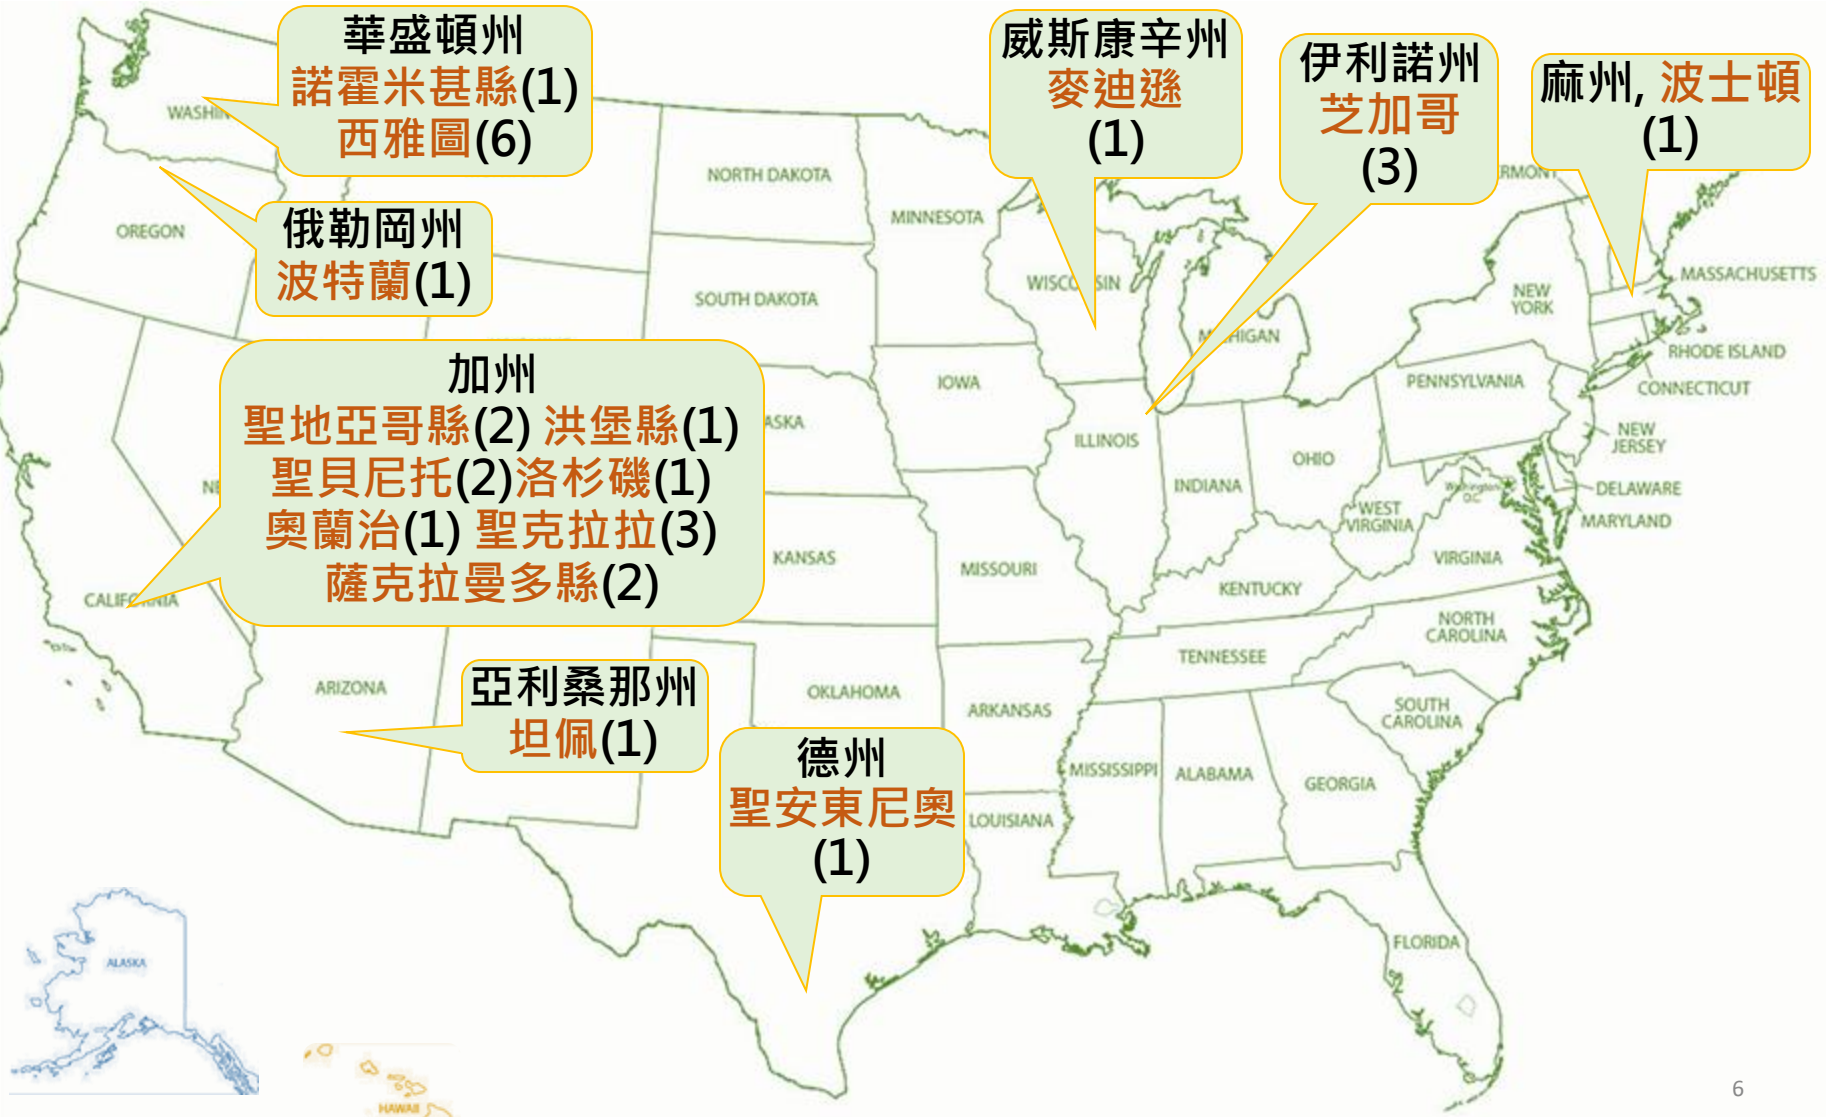 華盛頓州
諾霍米甚縣(1)
西雅圖(6)
俄勒岡州
波特蘭(1)
加州
聖地亞哥縣(2) 洪堡縣(1)
聖貝尼托(2)洛杉磯(1)
奧蘭治(1) 聖克拉拉(3)
薩克拉曼多縣(2)
亞利桑那州
坦佩(1)
德州
聖安東尼奧
(1)
威斯康辛州
麥迪遜
(1)
伊利諾州
芝加哥
(3)
麻州, 波士頓
(1)
WASHIN
OREGON
CALIFORNIA
NE
ARIZONA
NORTH DAKOTA
SOUTH DAKOTA
ASKA
KANSAS
OKLAHOMA
MINNESOTA
IOWA
MISSOURI
ARKANSAS
LOUISIANA
WISCONSIN
ILLINOIS
MICHIGAN
INDIANA
OHIO
KENTUCKY
TENNESSEE
MISSISSIPPI
ALABAMA
GEORGIA
FLORIDA
SOUTH
CAROLINA
NORTH
CAROLINA
VIRGINIA
WEST
VIRGINIA
Washington
D.C.
PENNSYLVANIA
NEW
YORK
RMONT
MASSACHUSETTS
RHODE ISLAND
CONNECTICUT
NEW
JERSEY
DELAWARE
MARYLAND
ALASKA
HAWAII
6